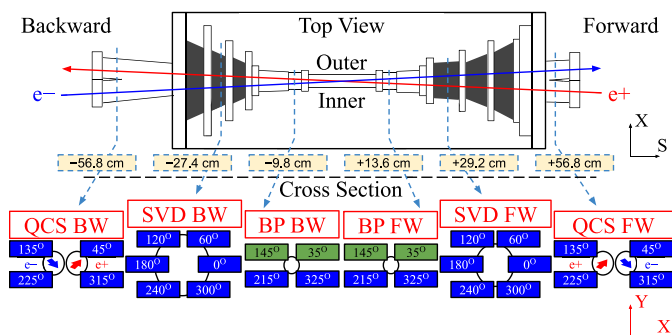 Backward
Top View
Forward
Outer
Inner
e−
e+
X
S
−56.8 cm
−27.4 cm
−9.8 cm
+13.6 cm
+29.2 cm
+56.8 cm
Cross Section
QCS BW
SVD BW
BP BW
BP FW
SVD FW
QCS FW
135° 45°
e− e+
225° 315°
120° 60°
180° 0°
240° 300°
145° 35°
215° 325°
145° 35°
215° 325°
120° 60°
180° 0°
240° 300°
135° 45°
e+ e−
225° 315°
Y
X